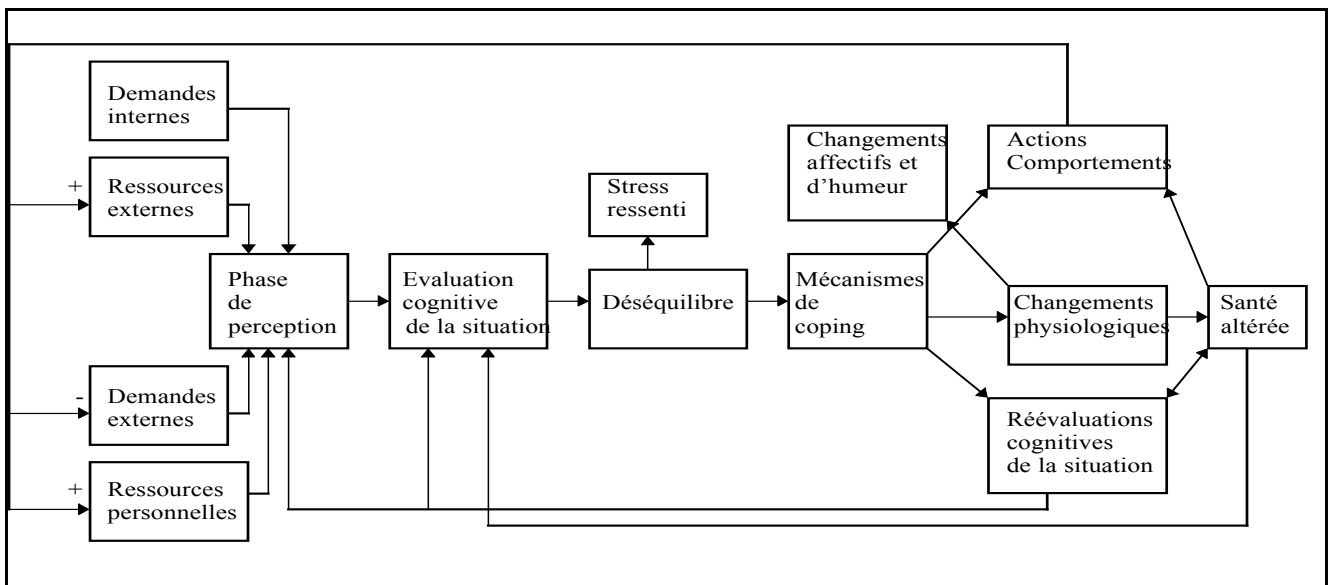 Demandes
internes
+
Ressources
externes
Phase
de
perception
-
Demandes
externes
+
Ressources
personnelles
Evaluation
cognitive
de la situation
Stress
ressenti
Déséquilibre
Mécanismes
de
coping
Changements
affectifs et
d'humeur
Actions
Comportements
Changements
physiologiques
Réévaluations
cognitives
de la situation
Santé
altérée